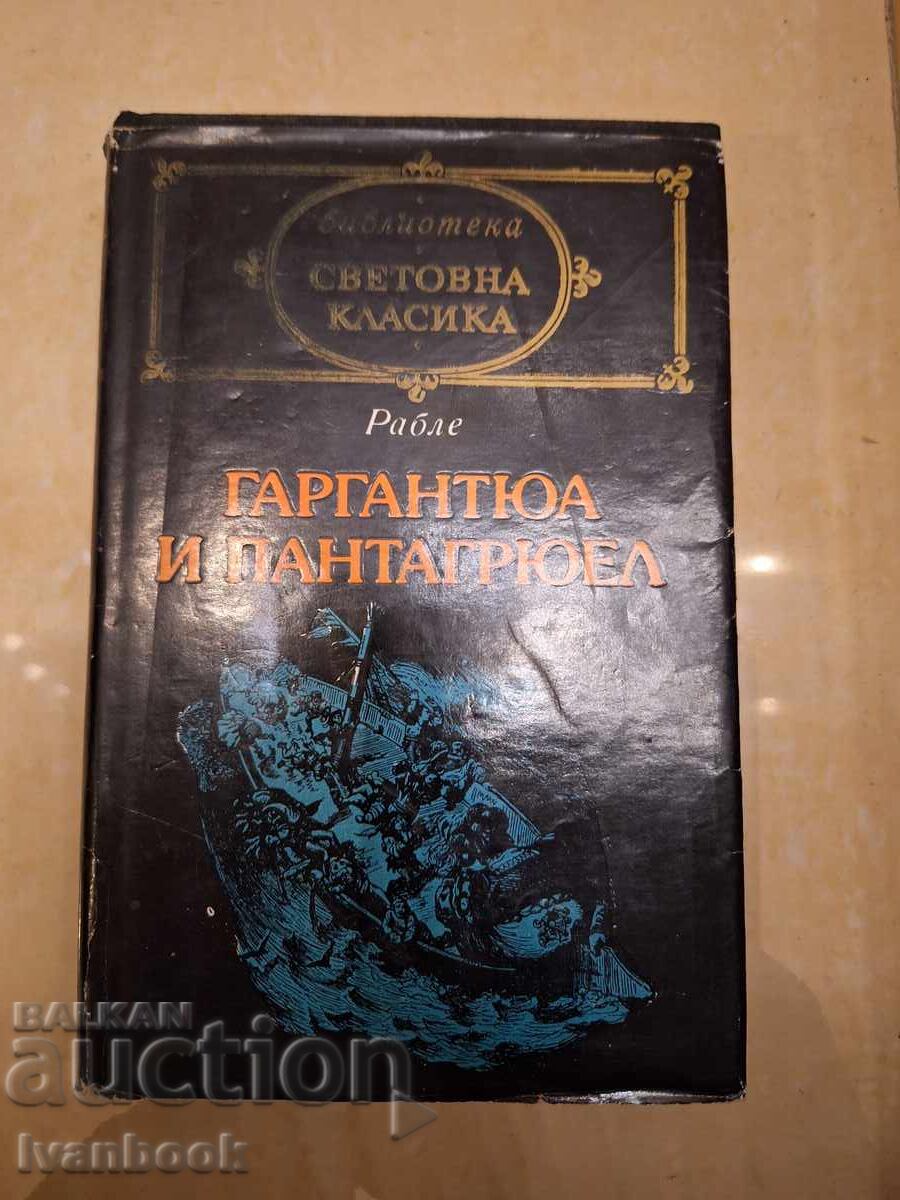 библиотека
СВЕТОВНА
КЛАСИКА
Рабле
ГАРГАНТЮА
И ПАНТАГРЮЕЛ
BALKAN
auction
Ivanbook